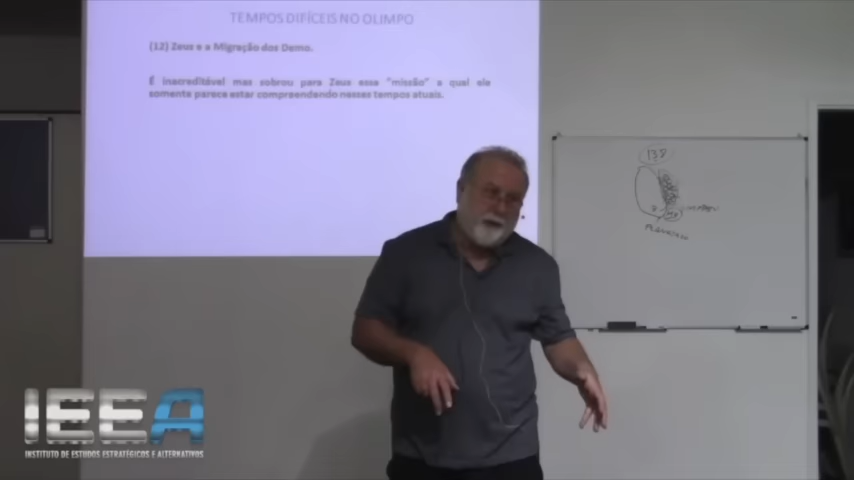 TEMPOS DIFÍCEIS NO OLIMPO
(12) Zeus e a Migração dos Demo.
É inacreditável mas sobrou para Zeus essa "missão" a qual ele
somente parece estar compreendendo nesses tempos atuais.
138
IEEA
INSTITUTO DE ESTUDOS ESTRATÉGICOS E ALTERNATIVOS